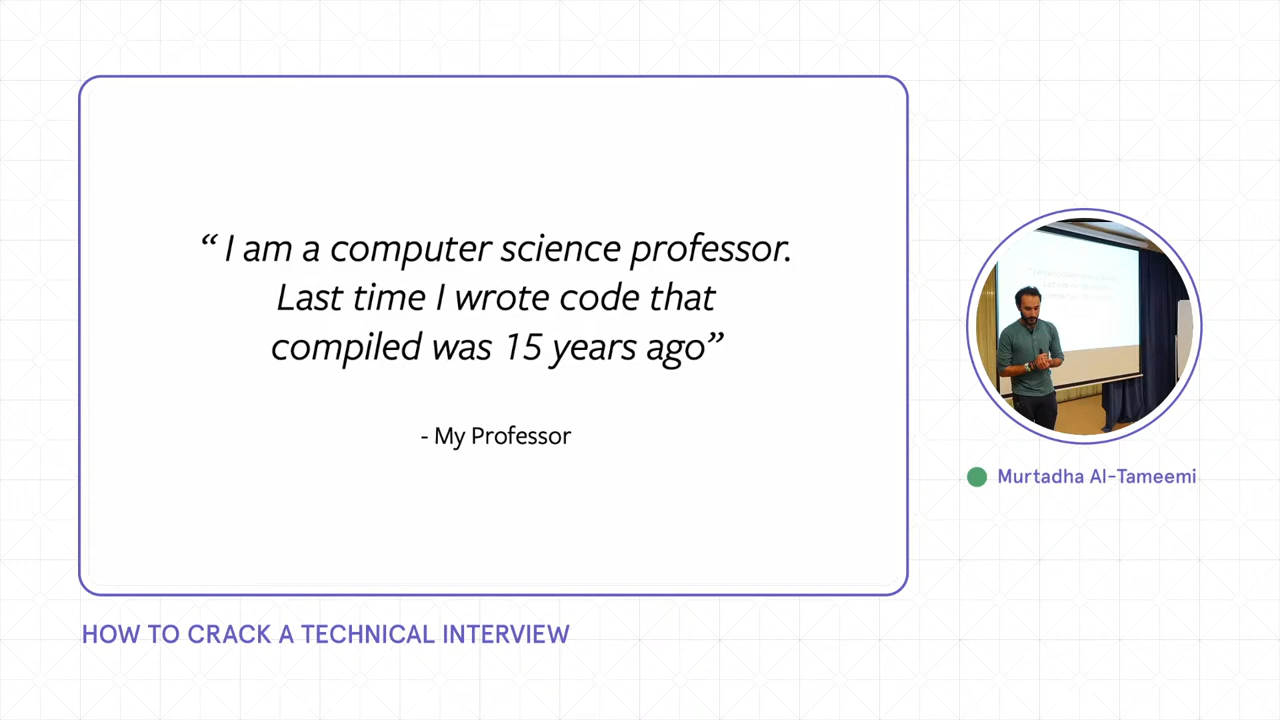 “ I am a computer science professor.
Last time I wrote code that
compiled was 15 years ago”
- My Professor
Murtadha Al-Tameemi
HOW TO CRACK A TECHNICAL INTERVIEW